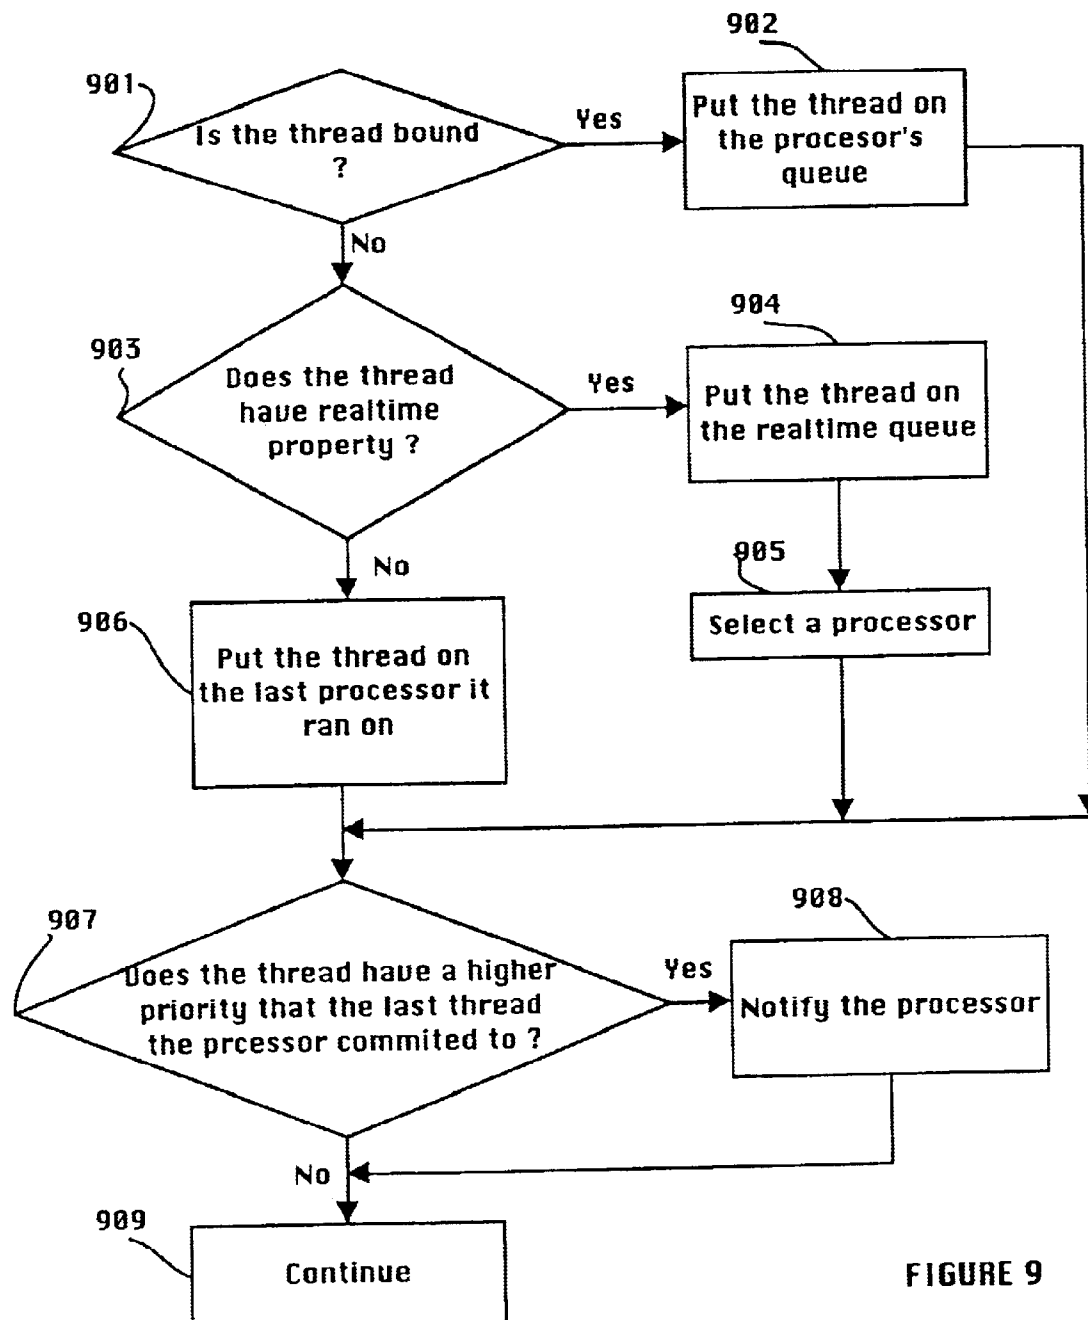 901
Is the thread bound
?
Yes
902
Put the thread on
the procesor's
queue
No
903
Does the thread
have realtime
property ?
Yes
904
Put the thread on
the realtime queue
No
905
Select a processor
906
Put the thread on
the last processor it
ran on
907
Does the thread have a higher
priority that the last thread
the prcessor commited to ?
Yes
908
Notify the processor
No
909
Continue
FIGURE 9